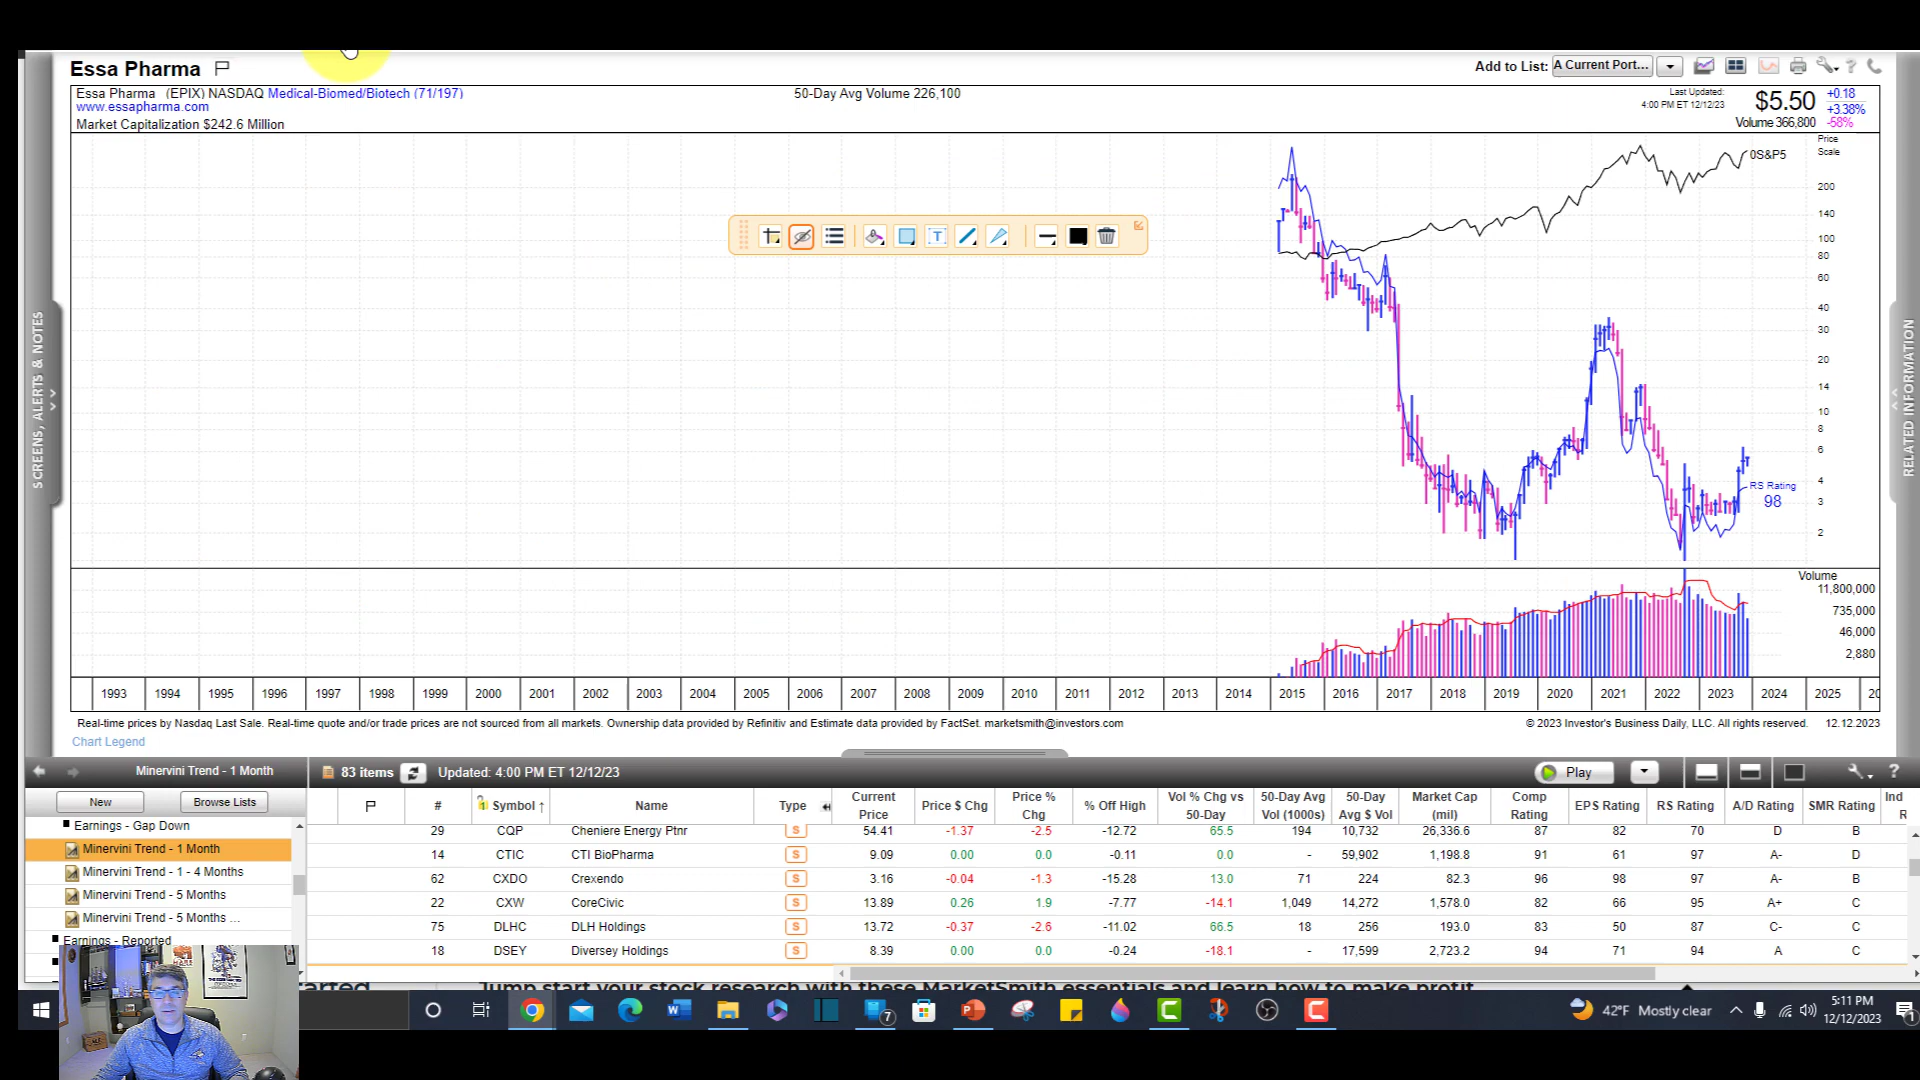 Essa Pharma
Add to List: A Current Port...
Essa Pharma (EPIX) NASDAQ Medical-Biomed/Biotech (71/197)
50-Day Avg Volume 226,100
Last Updated:
4:00 PM ET 12/12/23
$5.50
+0.18
+3.38%
www.essapharma.com
Market Capitalization $242.6 Million
Volume 366,800 -58%
Price
Scale
0S&P5
200
140
100
80
60
40
30
20
14
10
8
6
4
3
2
RS Rating
98
T
SCREENS, ALERTS & NOTES
RELATED INFORMATION
Volume
11,800,000
735,000
46,000
2,880
1993 1994 1995 1996 1997 1998 1999 2000 2001 2002 2003 2004 2005 2006 2007 2008 2009 2010 2011 2012 2013 2014 2015 2016 2017 2018 2019 2020 2021 2022 2023 2024 2025
Real-time prices by Nasdaq Last Sale. Real-time quote and/or trade prices are not sourced from all markets. Ownership data provided by Refinitiv and Estimate data provided by FactSet. marketsmith@investors.com
© 2023 Investor's Business Daily, LLC. All rights reserved. 12.12.2023
Chart Legend
Minervini Trend - 1 Month
83 items
Updated: 4:00 PM ET 12/12/23
Play
?
New
Browse Lists
Earnings - Gap Down
Minervini Trend - 1 Month
Minervini Trend - 1 - 4 Months
Minervini Trend - 5 Months
Minervini Trend - 5 Months ...
Earnings - Reported
# Symbol ↑ Name Type Current Price Price $ Chg Price % Chg % Off High Vol % Chg vs 50-Day 50-Day Avg Vol (1000s) 50-Day Avg $ Vol Market Cap (mil) Comp Rating EPS Rating RS Rating A/D Rating SMR Rating Ind R
29 CQP Cheniere Energy Ptnr S 54.41 -1.37 -2.5 -12.72 65.5 194 10,732 26,336.6 87 82 70 D B
14 CTIC CTI BioPharma S 9.09 0.00 0.0 -0.11 0.0 - 59,902 1,198.8 91 61 97 A- D
62 CXDO Crexendo S 3.16 -0.04 -1.3 -15.28 13.0 71 224 82.3 96 98 97 A- B
22 CXW CoreCivic S 13.89 0.26 1.9 -7.77 -14.1 1,049 14,272 1,578.0 82 66 95 A+ C
75 DLHC DLH Holdings S 13.72 -0.37 -2.6 -11.02 66.5 18 256 193.0 83 50 87 C- C
18 DSEY Diversey Holdings S 8.39 0.00 0.0 -0.24 -18.1 - 17,599 2,723.2 94 71 94 A C
Jump start your stock research with these MarketSmith essentials and learn how to make profit
7
42°F Mostly clear
5:11 PM
12/12/2023
1